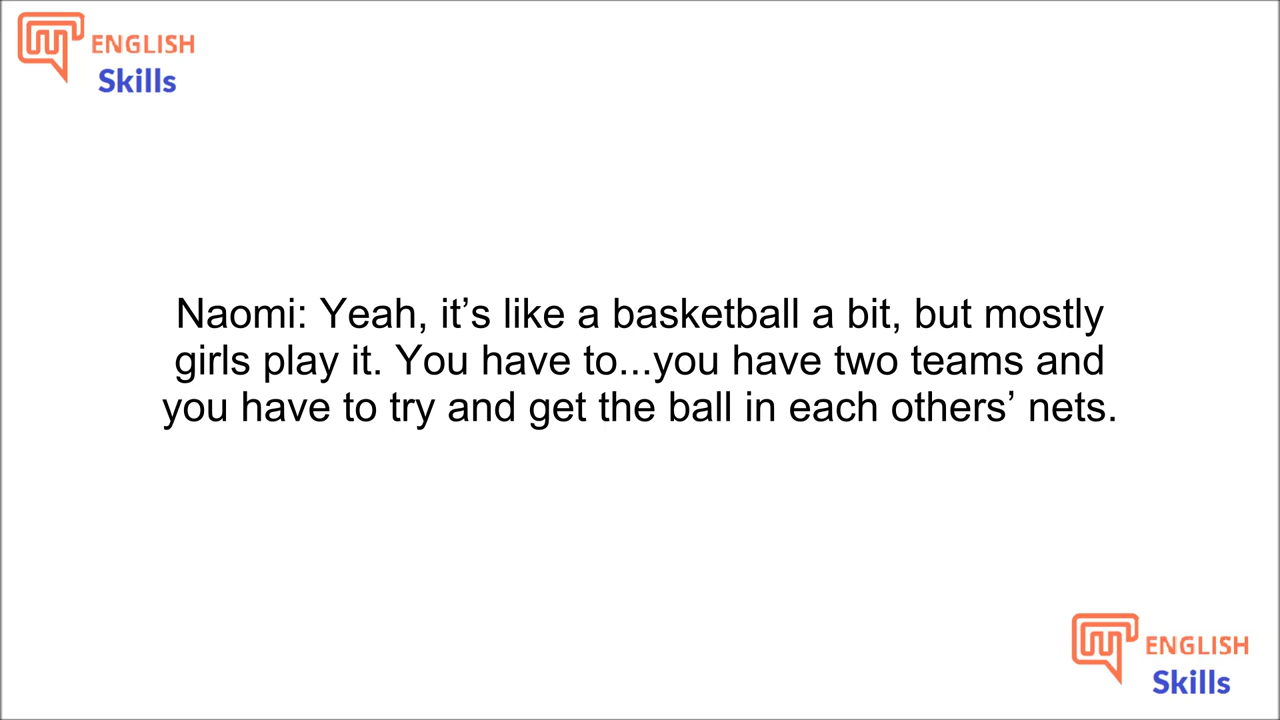 ENGLISH
Skills
Naomi: Yeah, it’s like a basketball a bit, but mostly
girls play it. You have to...you have two teams and
you have to try and get the ball in each others’ nets.
ENGLISH
Skills